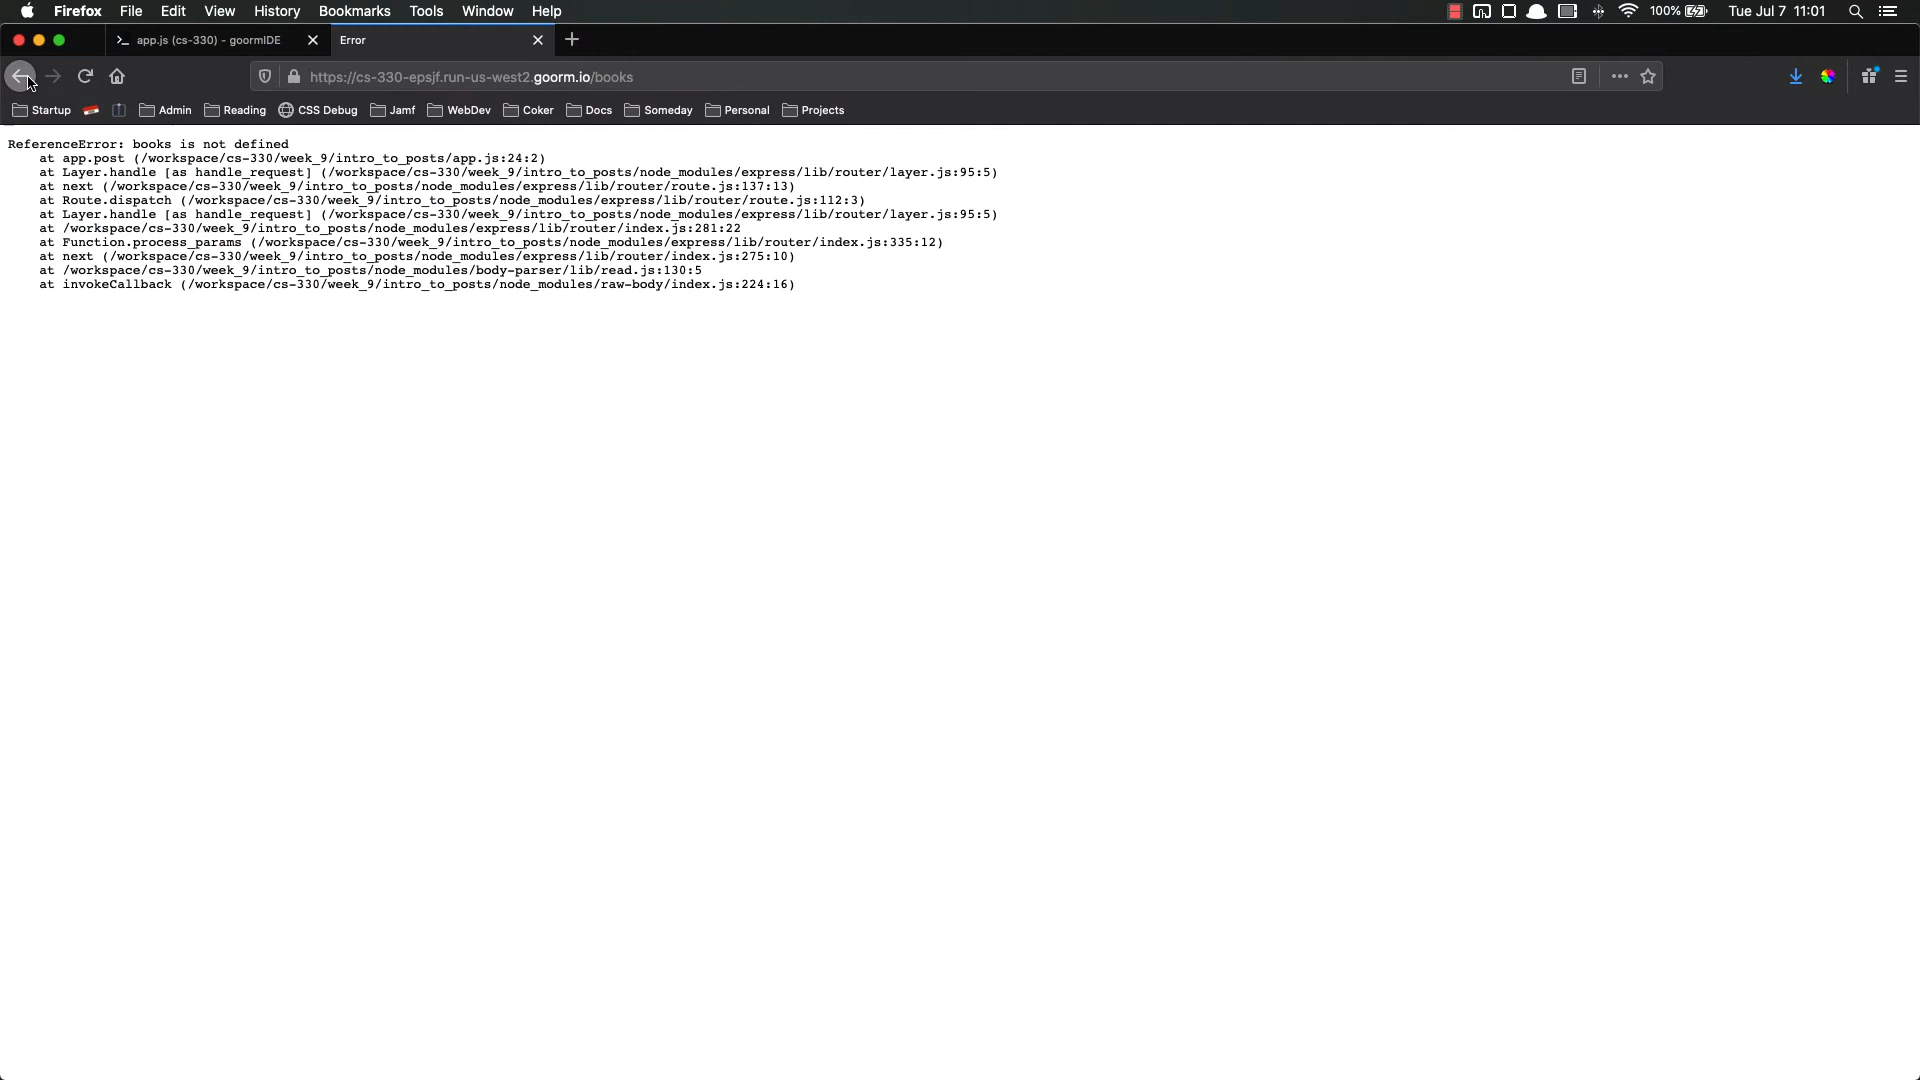 Firefox File Edit View History Bookmarks Tools Window Help 100% Tue Jul 7 11:01
app.js (cs-330) - goormIDE Error
https://cs-330-epsjf.run-us-west2.goorm.io/books
Startup Admin Reading CSS Debug Jamf WebDev Coker Docs Someday Personal Projects
ReferenceError: books is not defined
at app.post (/workspace/cs-330/week_9/intro_to_posts/app.js:24:2)
at Layer.handle [as handle_request] (/workspace/cs-330/week_9/intro_to_posts/node_modules/express/lib/router/layer.js:95:5)
at next (/workspace/cs-330/week_9/intro_to_posts/node_modules/express/lib/router/route.js:137:13)
at Route.dispatch (/workspace/cs-330/week_9/intro_to_posts/node_modules/express/lib/router/route.js:112:3)
at Layer.handle [as handle_request] (/workspace/cs-330/week_9/intro_to_posts/node_modules/express/lib/router/layer.js:95:5)
at /workspace/cs-330/week_9/intro_to_posts/node_modules/express/lib/router/index.js:281:22
at Function.process_params (/workspace/cs-330/week_9/intro_to_posts/node_modules/express/lib/router/index.js:335:12)
at next (/workspace/cs-330/week_9/intro_to_posts/node_modules/express/lib/router/index.js:275:10)
at /workspace/cs-330/week_9/intro_to_posts/node_modules/body-parser/lib/read.js:130:5
at invokeCallback (/workspace/cs-330/week_9/intro_to_posts/node_modules/raw-body/index.js:224:16)